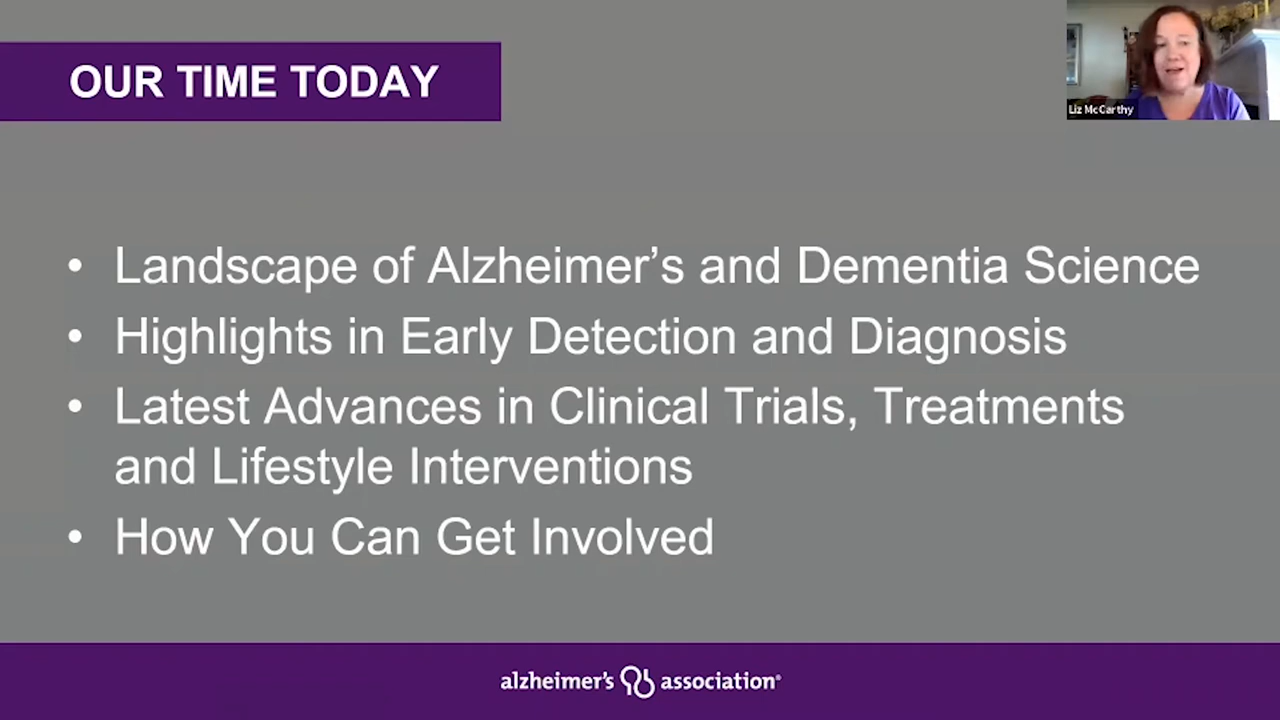 OUR TIME TODAY
Liz McCarthy
• Landscape of Alzheimer’s and Dementia Science
• Highlights in Early Detection and Diagnosis
• Latest Advances in Clinical Trials, Treatments
and Lifestyle Interventions
• How You Can Get Involved
alzheimer's association®